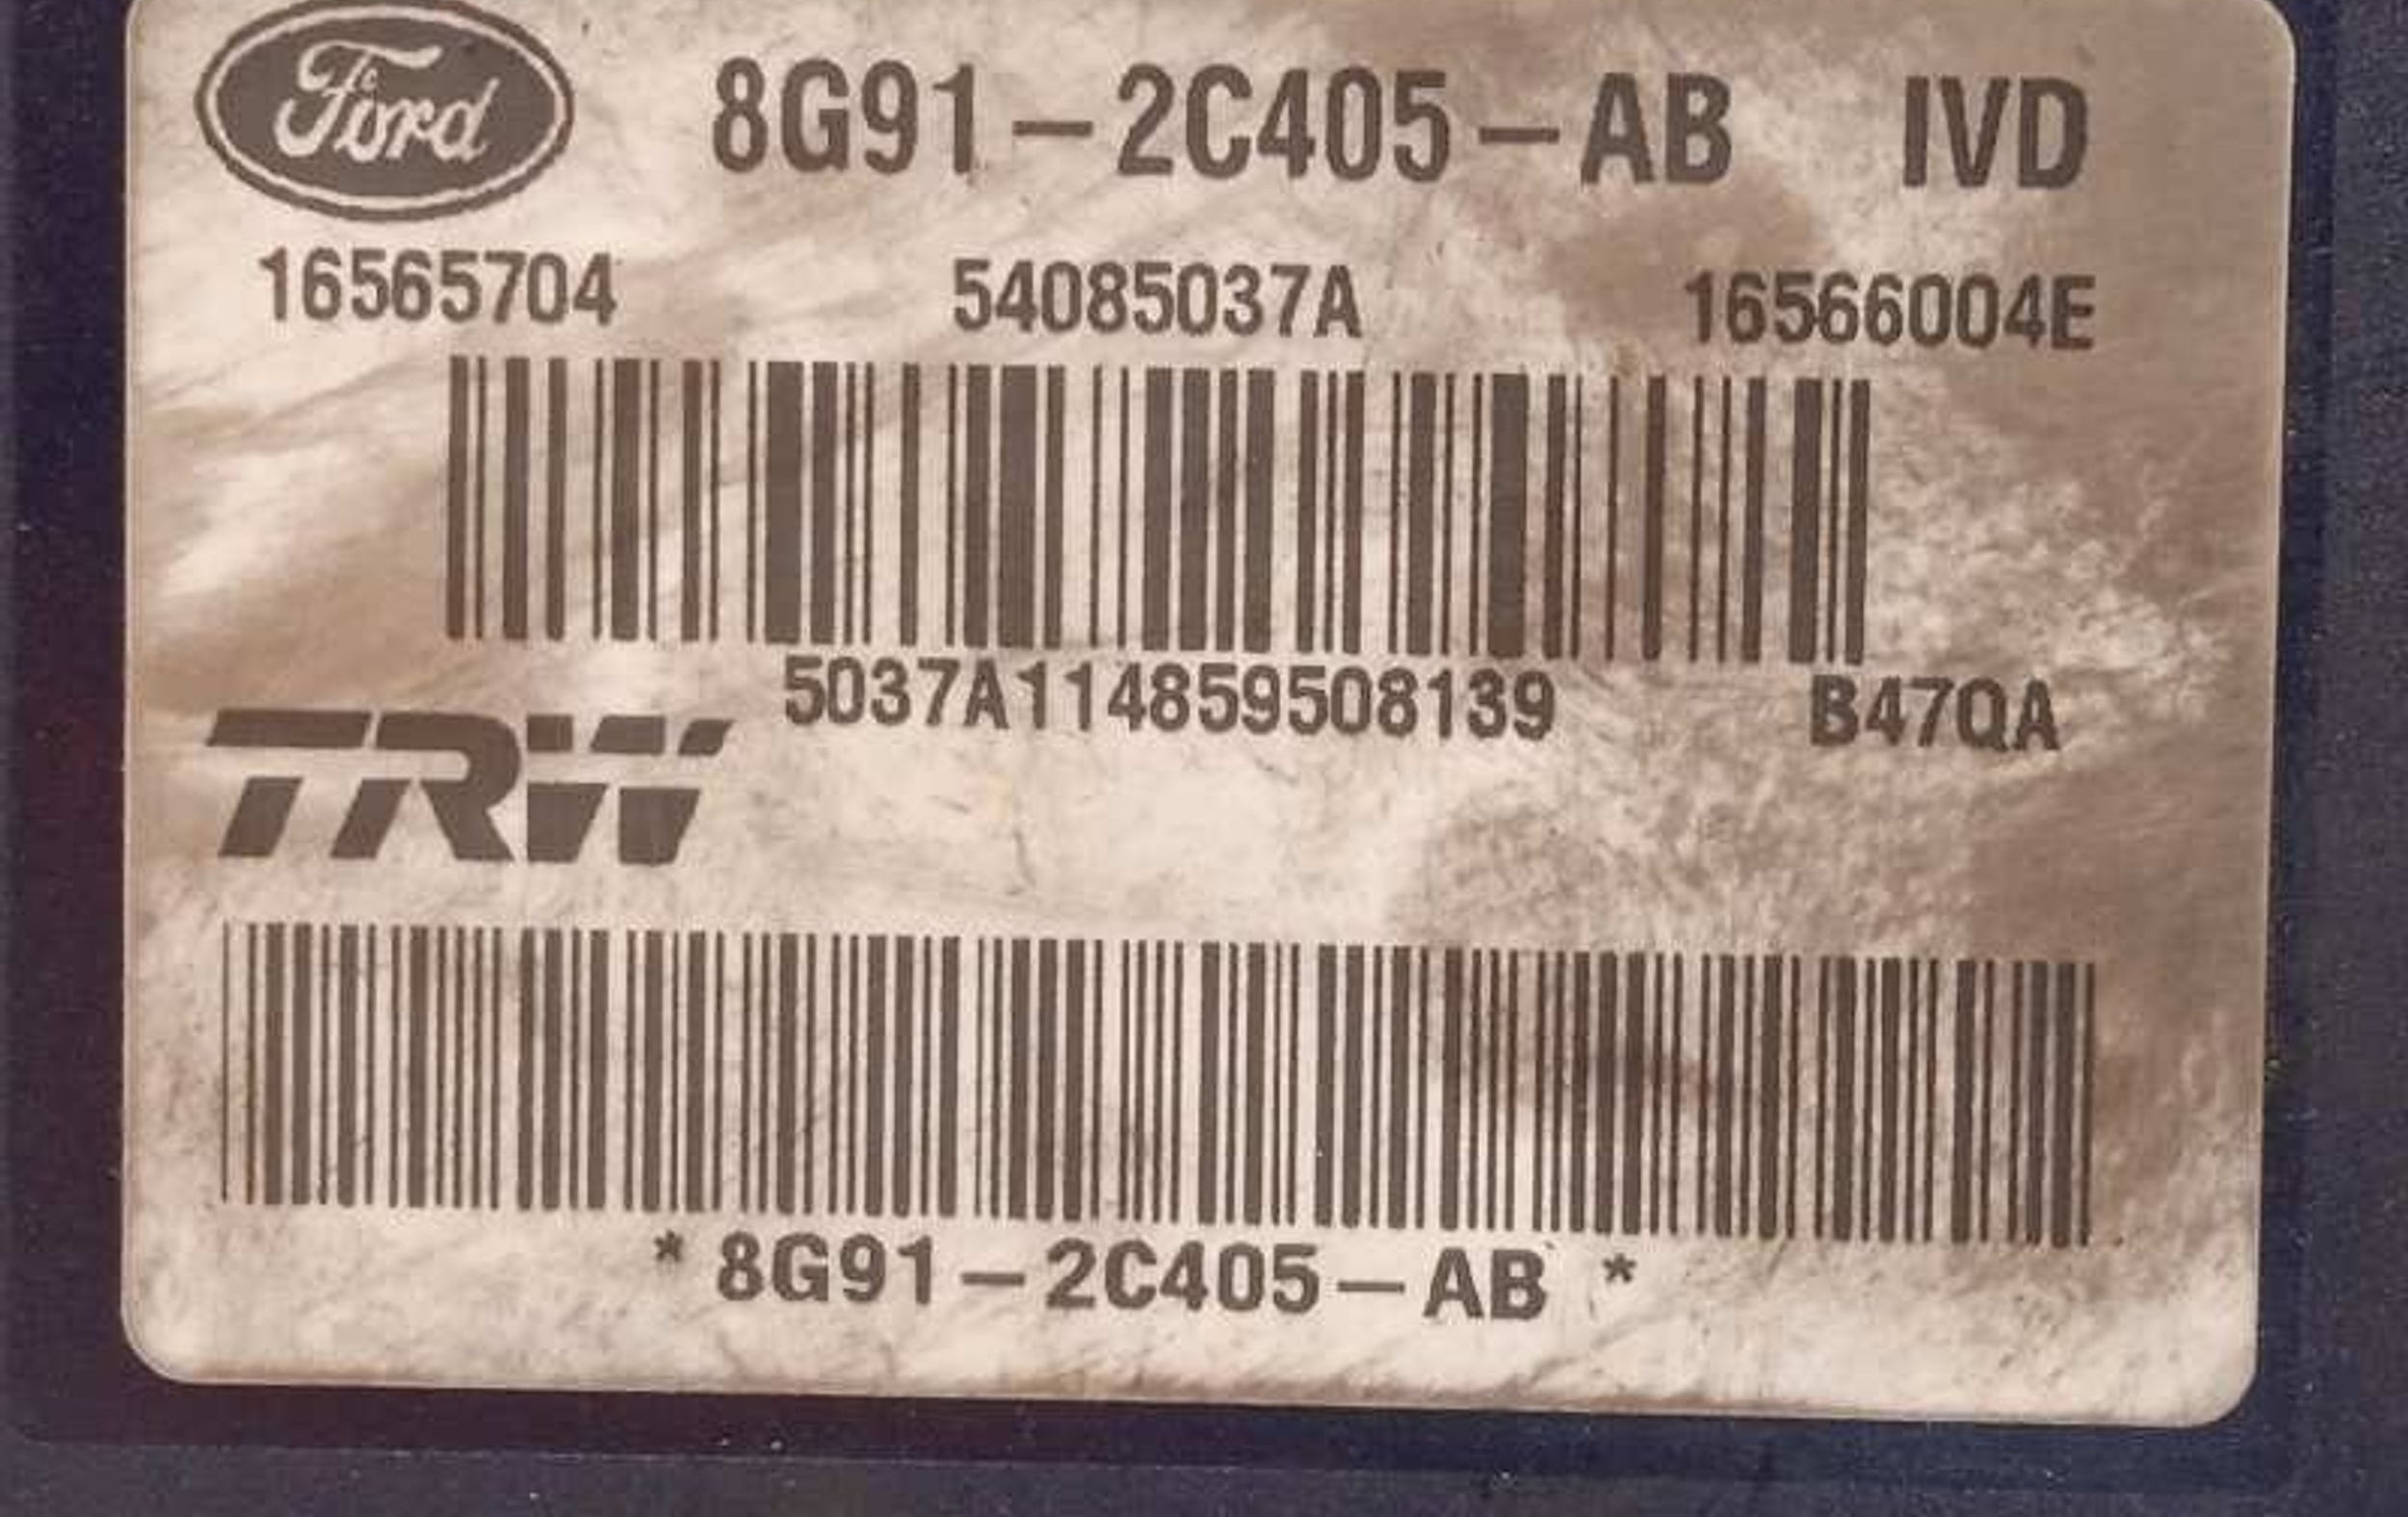 Ford 8G91-2C405-AB IVD
16565704 54085037A 16566004E
5037A114859508139 B47QA
TRW
* 8G91-2C405-AB *